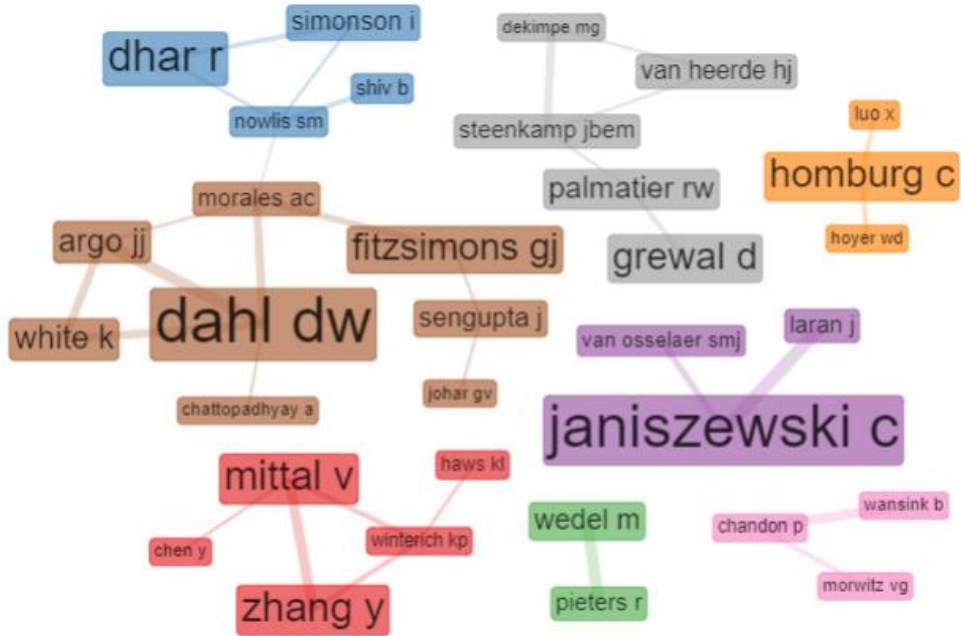 simonson i
dhar r
shiv b
nowlis sm
dekimpe mg
van heerde hj
steenkamp jbem
palmatier rw
grewal d
luo x
homburg c
hoyer wd
morales ac
argo jj
fitzsimons gj
dahl dw
white k
sengupta j
johar gv
chattopadhyay a
van osselaer smj
laran j
janiszewski c
mittal v
haws kl
chen y
winterich kp
zhang y
wedel m
pieters r
wansink b
chandon p
morwitz vg